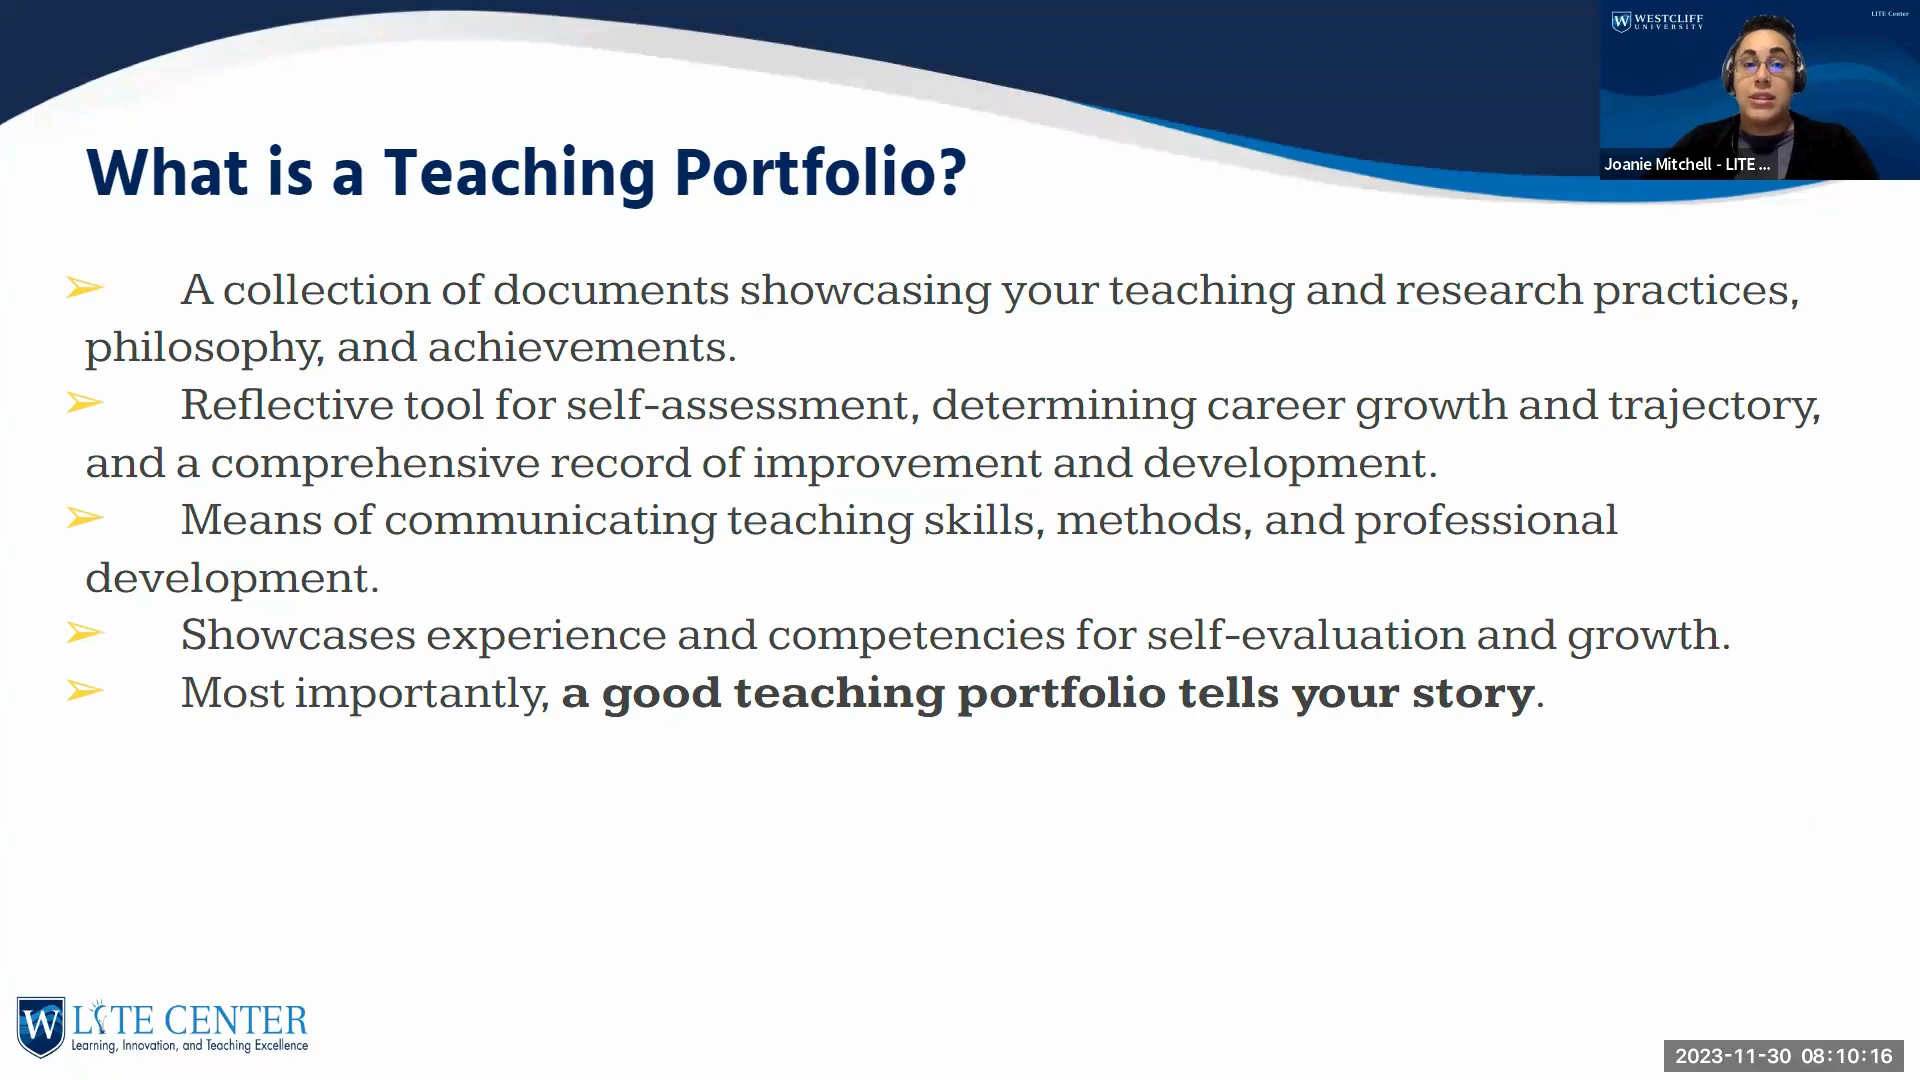 WESTCLIFF
UNIVERSITY
LITE Center
Joanie Mitchell - LITE ...
What is a Teaching Portfolio?
➢ A collection of documents showcasing your teaching and research practices,
philosophy, and achievements.
➢ Reflective tool for self-assessment, determining career growth and trajectory,
and a comprehensive record of improvement and development.
➢ Means of communicating teaching skills, methods, and professional
development.
➢ Showcases experience and competencies for self-evaluation and growth.
➢ Most importantly, a good teaching portfolio tells your story.
W LITE CENTER
Learning, Innovation, and Teaching Excellence
2023-11-30 08:10:16